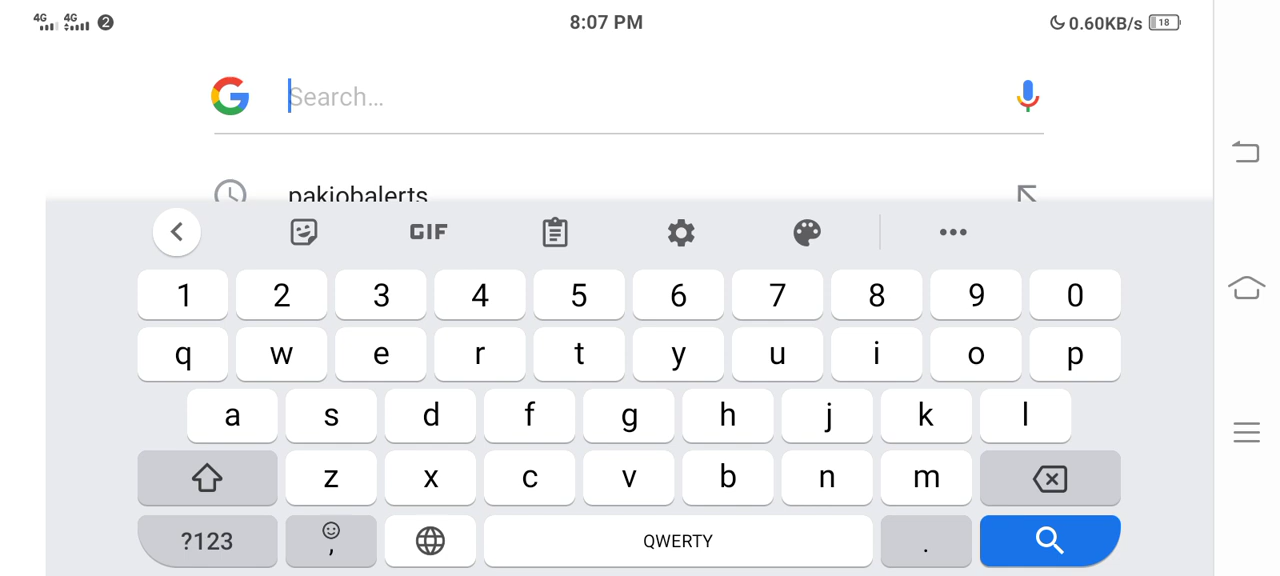 4G 4G 2 8:07 PM 0.60KB/s 18
G Search...
pakjobalerts
GIF
1 2 3 4 5 6 7 8 9 0
q w e r t y u i o p
a s d f g h j k l
z x c v b n m
?123 , QWERTY .